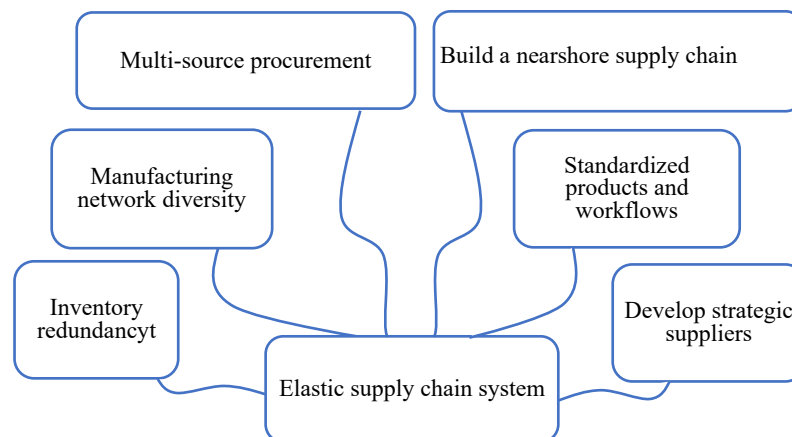 Multi-source procurement
Build a nearshore supply chain
Manufacturing
network diversity
Standardized
products and
workflows
Inventory
redundancyt
Develop strategic
suppliers
Elastic supply chain system